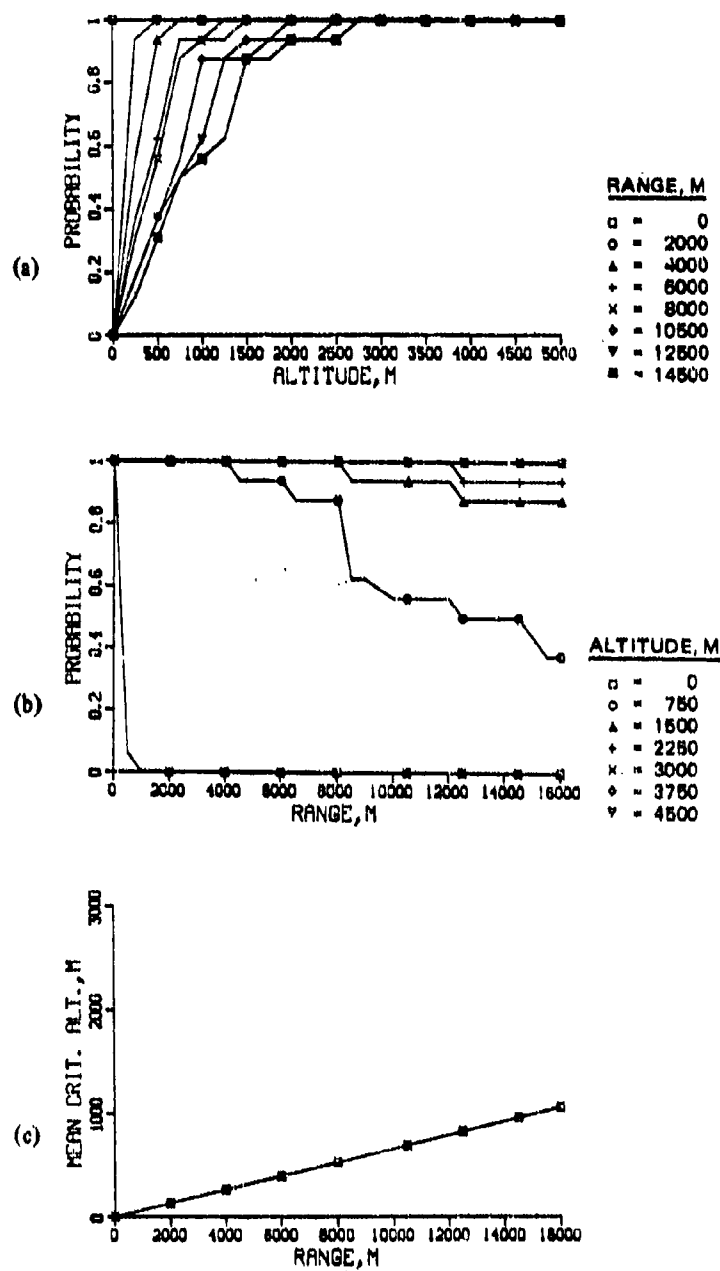 (a)
PROBABILITY
1
0.8
0.6
0.4
0.2
0
0 500 1000 1500 2000 2500 3000 3500 4000 4500 5000
ALTITUDE, M
RANGE, M
= 0
= 2000
= 4000
= 6000
= 8000
= 10500
= 12500
= 14500
(b)
PROBABILITY
1
0.8
0.6
0.4
0.2
0
0 2000 4000 6000 8000 10000 12000 14000 16000
RANGE, M
ALTITUDE, M
= 0
= 750
= 1500
= 2250
= 3000
= 3750
= 4500
(c)
MEAN CRIT. ALT., M
3000
2000
1000
0
0 2000 4000 6000 8000 10000 12000 14000 16000
RANGE, M